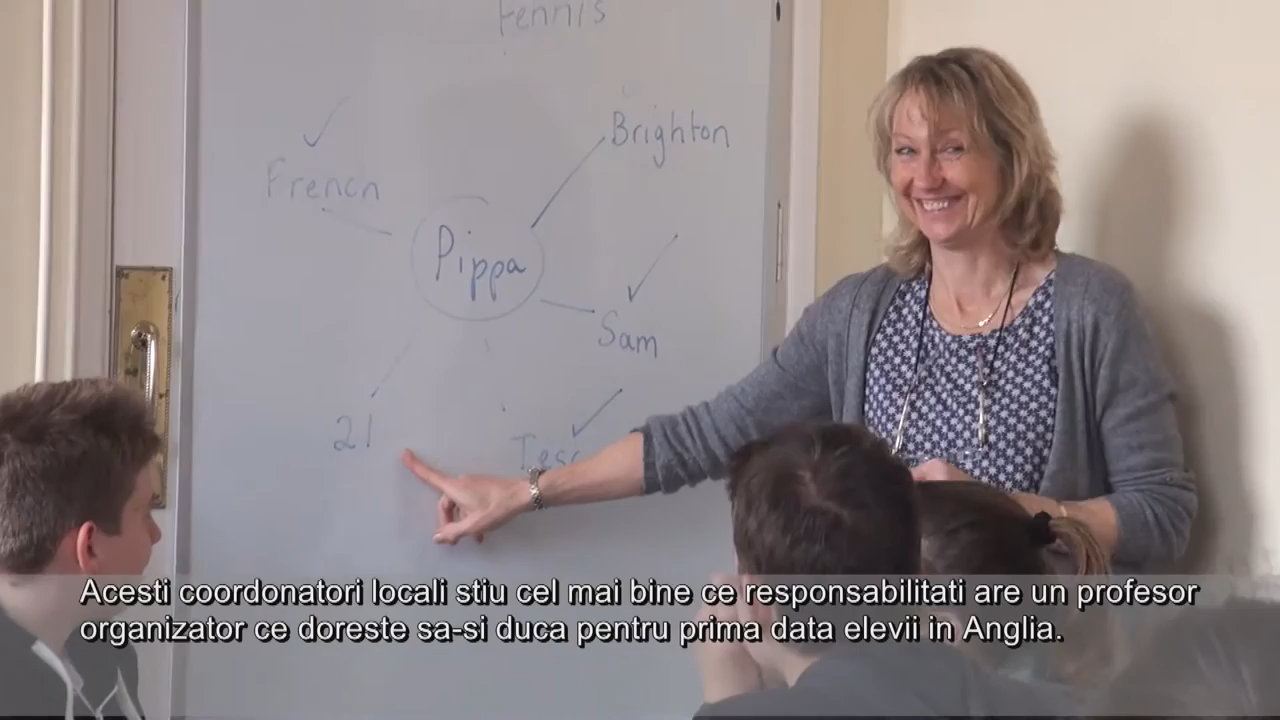 Tennis
Brighton
French
Pippa
Sam
21
Acesti coordonatori locali stiu cel mai bine ce responsabilitati are un profesor
organizator ce doreste sa-si duca pentru prima data elevii in Anglia.